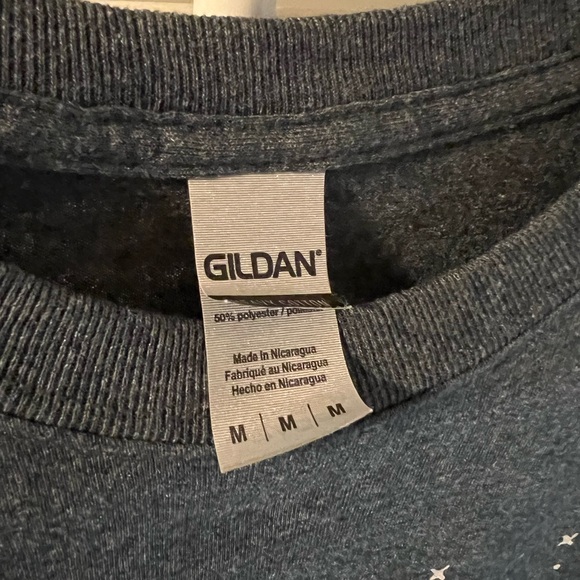 GILDAN®
50% polyester /
Made in Nicaragua
Fabriqué au Nicaragua
Hecho en Nicaragua
M | M | M